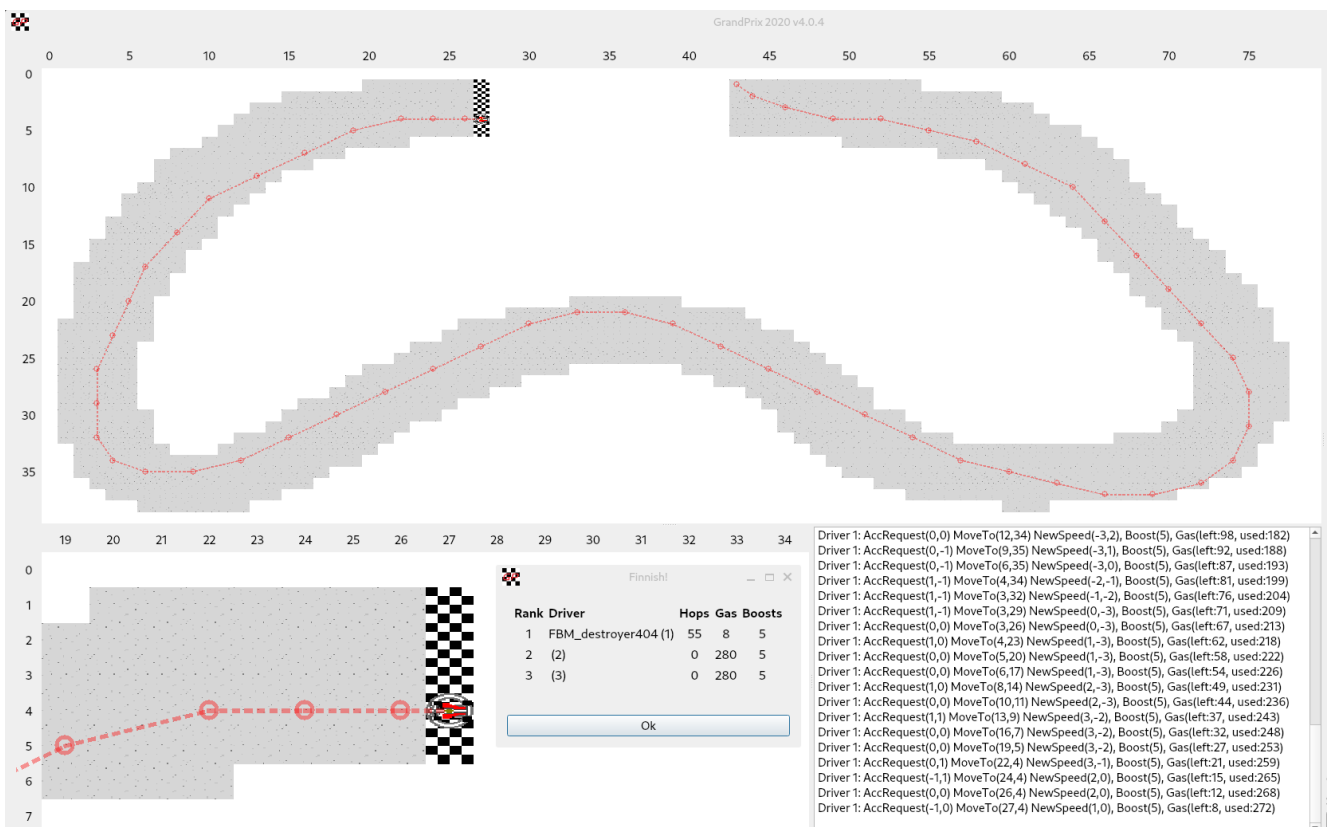 GrandPrix 2020 v4.0.4
0 5 10 15 20 25 30 35 40 45 50 55 60 65 70 75
0
5
10
15
20
25
30
35
19 20 21 22 23 24 25 26 27 28 29 30 31 32 33 34
0
1
2
3
4
5
6
7
Finnish!
Rank Driver Hops Gas Boosts
1 FBM_destroyer404 (1) 55 8 5
2 (2) 0 280 5
3 (3) 0 280 5
Ok
Driver 1: AccRequest(0,0) MoveTo(12,34) NewSpeed(-3,2), Boost(5), Gas(left:98, used:182)
Driver 1: AccRequest(0,-1) MoveTo(9,35) NewSpeed(-3,1), Boost(5), Gas(left:92, used:188)
Driver 1: AccRequest(0,-1) MoveTo(6,35) NewSpeed(-3,0), Boost(5), Gas(left:87, used:193)
Driver 1: AccRequest(1,-1) MoveTo(4,34) NewSpeed(-2,-1), Boost(5), Gas(left:81, used:199)
Driver 1: AccRequest(1,-1) MoveTo(3,32) NewSpeed(-1,-2), Boost(5), Gas(left:76, used:204)
Driver 1: AccRequest(1,-1) MoveTo(3,29) NewSpeed(0,-3), Boost(5), Gas(left:71, used:209)
Driver 1: AccRequest(0,0) MoveTo(3,26) NewSpeed(0,-3), Boost(5), Gas(left:67, used:213)
Driver 1: AccRequest(1,0) MoveTo(4,23) NewSpeed(1,-3), Boost(5), Gas(left:62, used:218)
Driver 1: AccRequest(0,0) MoveTo(5,20) NewSpeed(1,-3), Boost(5), Gas(left:58, used:222)
Driver 1: AccRequest(0,0) MoveTo(6,17) NewSpeed(1,-3), Boost(5), Gas(left:54, used:226)
Driver 1: AccRequest(1,0) MoveTo(8,14) NewSpeed(2,-3), Boost(5), Gas(left:49, used:231)
Driver 1: AccRequest(0,0) MoveTo(10,11) NewSpeed(2,-3), Boost(5), Gas(left:44, used:236)
Driver 1: AccRequest(1,1) MoveTo(13,9) NewSpeed(3,-2), Boost(5), Gas(left:37, used:243)
Driver 1: AccRequest(0,0) MoveTo(16,7) NewSpeed(3,-2), Boost(5), Gas(left:32, used:248)
Driver 1: AccRequest(0,0) MoveTo(19,5) NewSpeed(3,-2), Boost(5), Gas(left:27, used:253)
Driver 1: AccRequest(0,1) MoveTo(22,4) NewSpeed(3,-1), Boost(5), Gas(left:21, used:259)
Driver 1: AccRequest(-1,1) MoveTo(24,4) NewSpeed(2,0), Boost(5), Gas(left:15, used:265)
Driver 1: AccRequest(0,0) MoveTo(26,4) NewSpeed(2,0), Boost(5), Gas(left:12, used:268)
Driver 1: AccRequest(-1,0) MoveTo(27,4) NewSpeed(1,0), Boost(5), Gas(left:8, used:272)